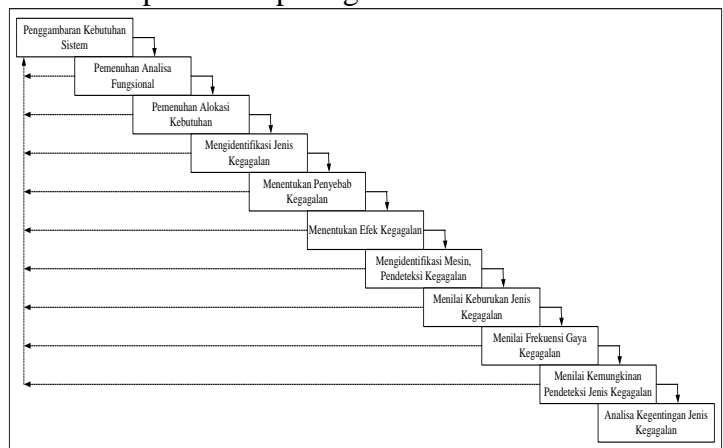 Penggambaran Kebutuhan
Sistem
Pemenuhan Analisa
Fungsional
Pemenuhan Alokasi
Kebutuhan
Mengidentifikasi Jenis
Kegagalan
Menentukan Penyebab
Kegagalan
Menentukan Efek Kegagalan
Mengidentifikasi Mesin,
Pendeteksi Kegagalan
Menilai Keburukan Jenis
Kegagalan
Menilai Frekuensi Gaya
Kegagalan
Menilai Kemungkinan
Pendeteksi Jenis Kegagalan
Analisa Kegentingan Jenis
Kegagalan